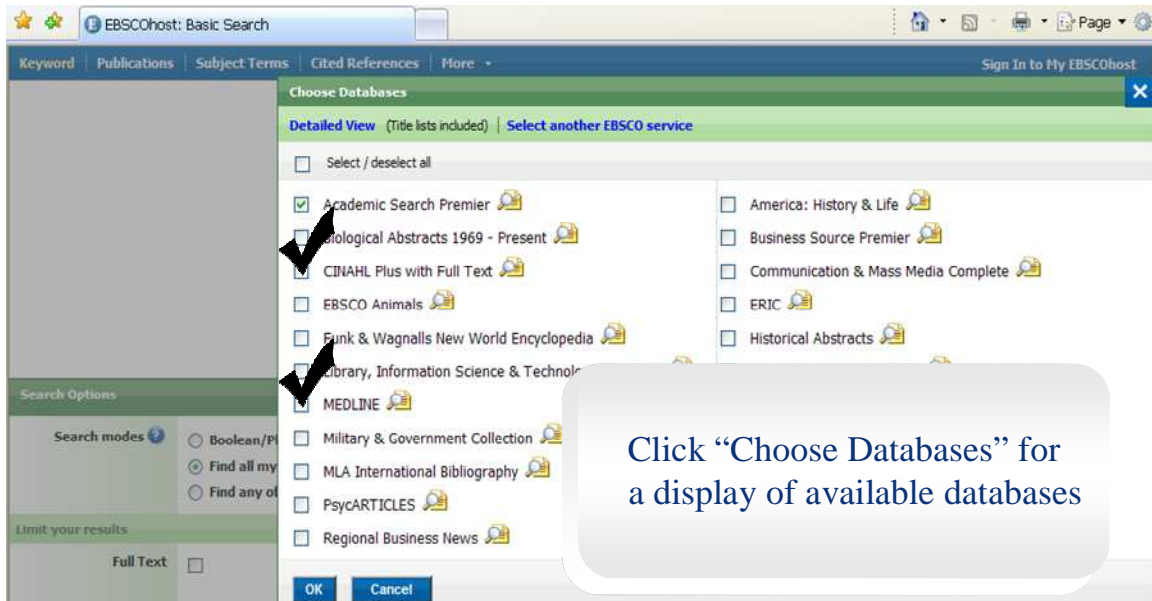 EBSCOhost: Basic Search
Page
Keyword | Publications | Subject Terms | Cited References | More
Sign In to My EBSCOhost
Choose Databases
Detailed View (Title lists included) | Select another EBSCO service
Select / deselect all
Academic Search Premier
Biological Abstracts 1969 - Present
CINAHL Plus with Full Text
EBSCO Animals
Funk & Wagnalls New World Encyclopedia
Library, Information Science &
MEDLINE
Military & Government Collection
MLA International Bibliography
PsycARTICLES
Regional Business News
America: History & Life
Business Source Premier
Communication & Mass Media Complete
ERIC
Historical Abstracts
Click “Choose Databases” for
a display of available databases
OK
Cancel
Search Options
Search modes
Find all my
Find any of
Limit your results
Full Text